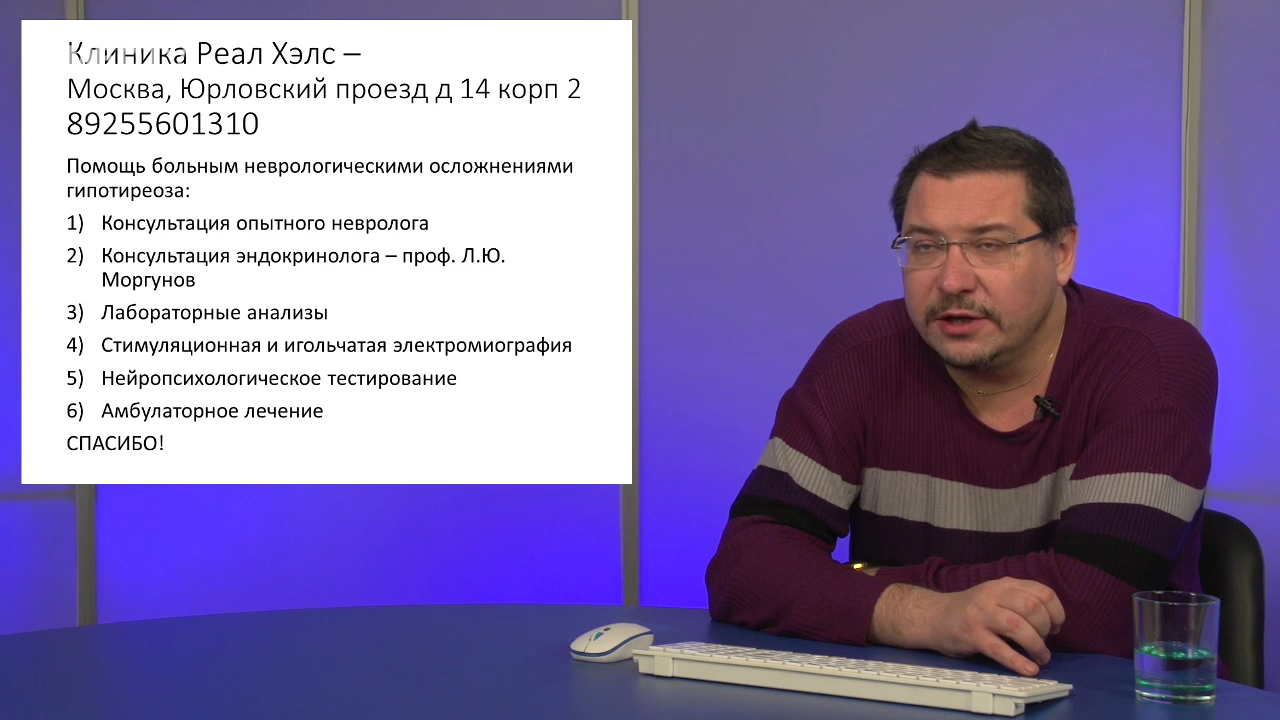 Клиника Реал Хэлс –
Москва, Юрловский проезд д 14 корп 2
89255601310
Помощь больным неврологическими осложнениями
гипотиреоза:
1) Консультация опытного невролога
2) Консультация эндокринолога – проф. Л.Ю.
Моргунов
3) Лабораторные анализы
4) Стимуляционная и игольчатая электромиография
5) Нейропсихологическое тестирование
6) Амбулаторное лечение
СПАСИБО!